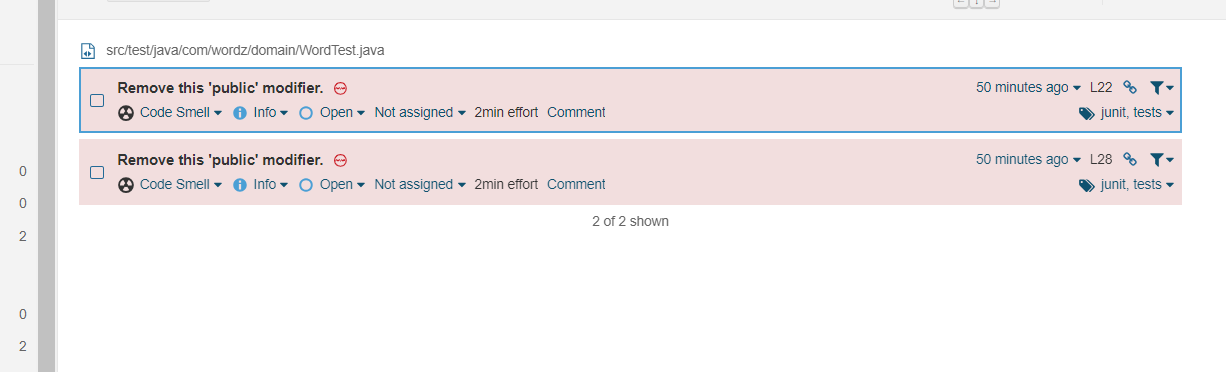 src/test/java/com/wordz/domain/WordTest.java
Remove this 'public' modifier. 50 minutes ago L22
Code Smell Info Open Not assigned 2min effort Comment junit, tests
Remove this 'public' modifier. 50 minutes ago L28
Code Smell Info Open Not assigned 2min effort Comment junit, tests
2 of 2 shown
0
0
2
0
2